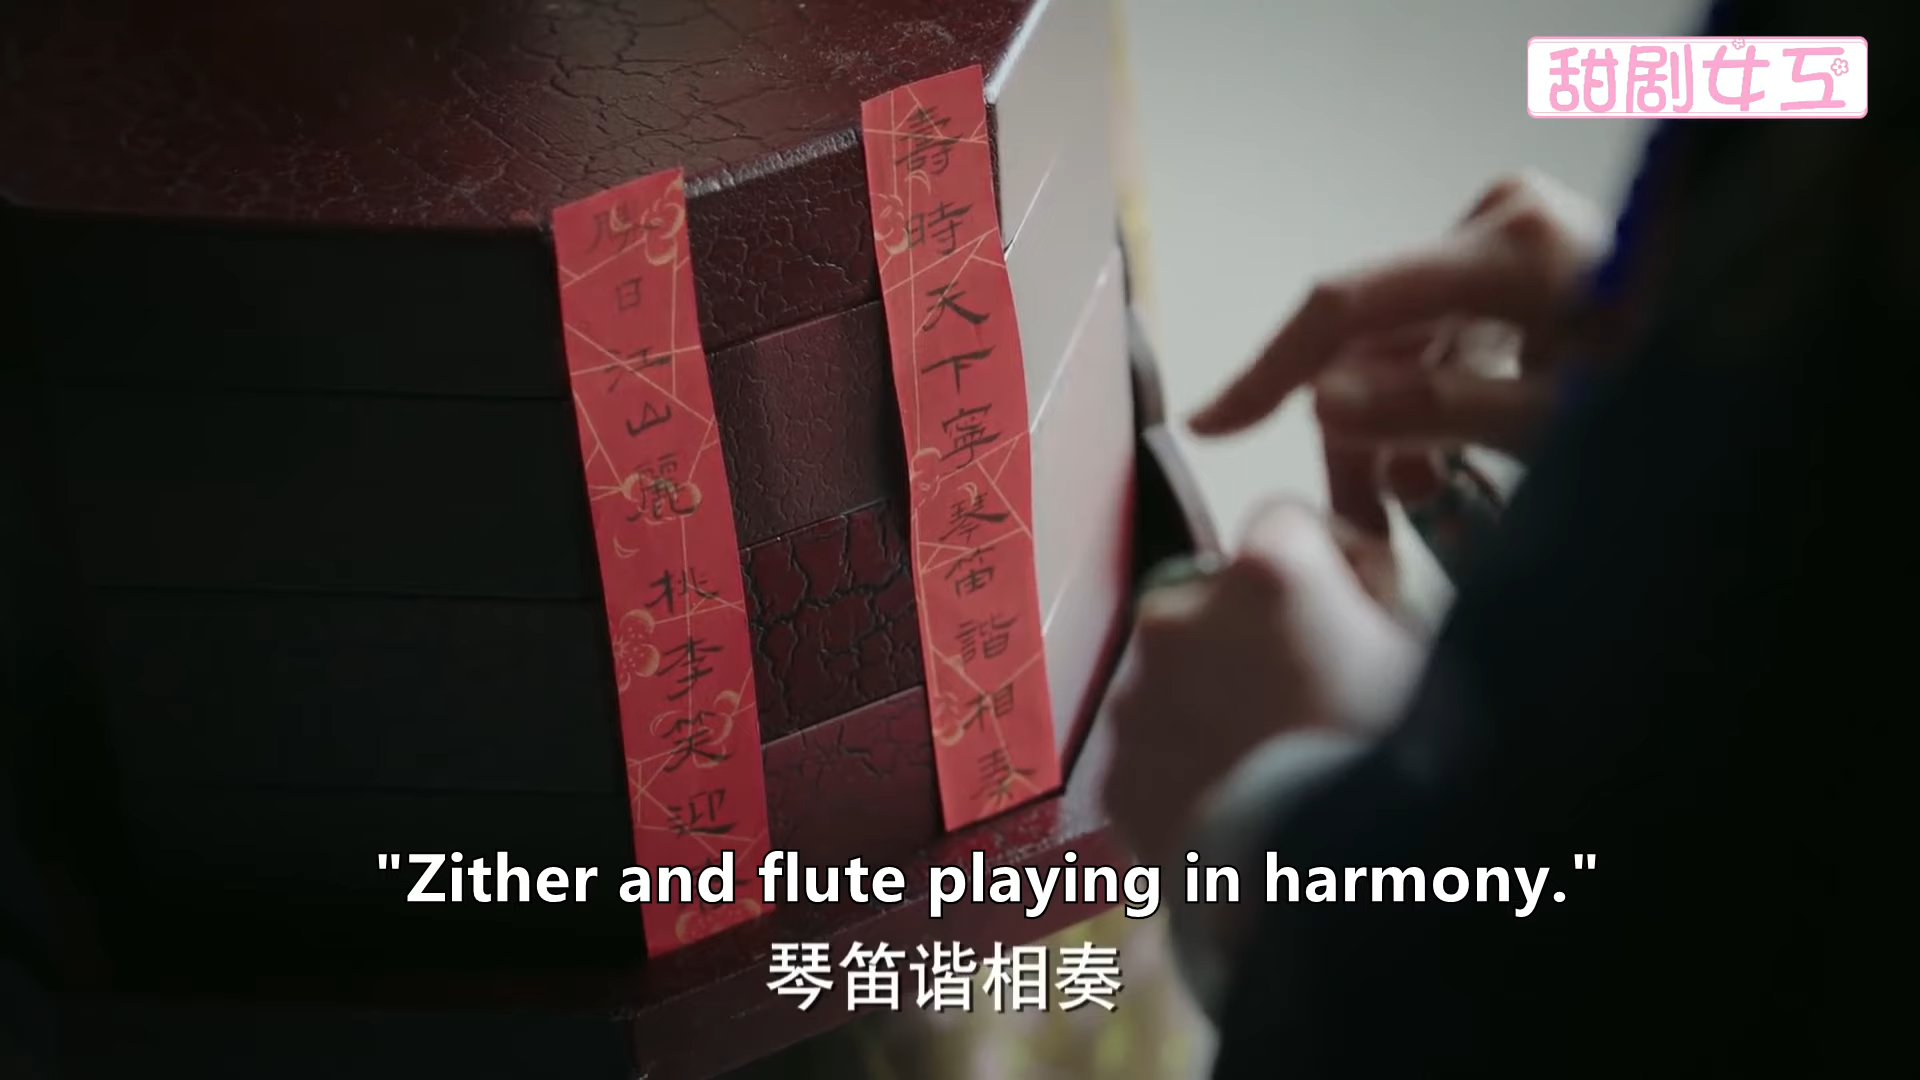 甜剧女工
壽時天下寧琴笛諧相奏
日江山麗桃李笑迎
"Zither and flute playing in harmony."
琴笛谐相奏